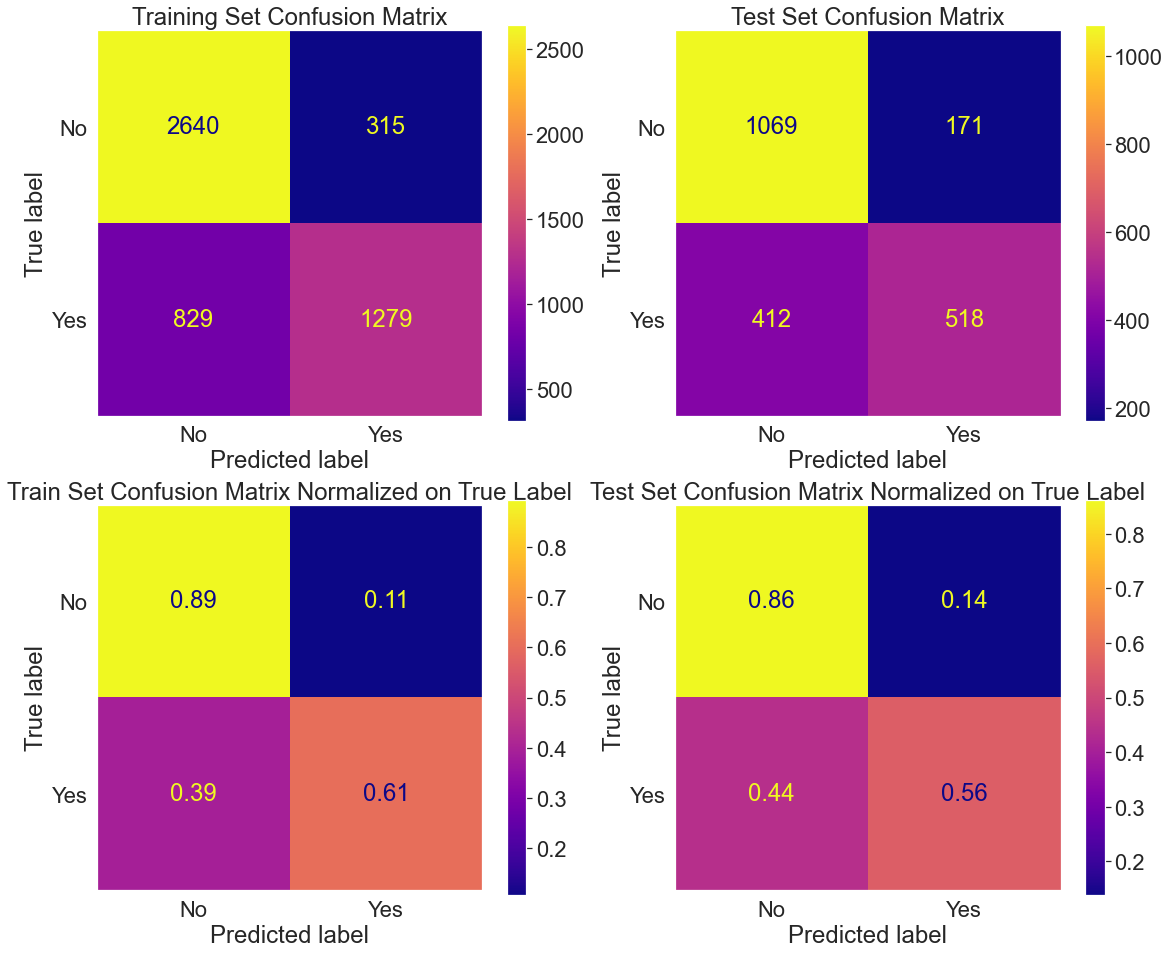 Training Set Confusion Matrix
No
2640
315
Yes
829
1279
No
Yes
True label
Predicted label
2500
2000
1500
1000
500
Test Set Confusion Matrix
No
1069
171
Yes
412
518
No
Yes
True label
Predicted label
1000
800
600
400
200
Train Set Confusion Matrix Normalized on True Label
No
0.89
0.11
Yes
0.39
0.61
No
Yes
True label
Predicted label
0.8
0.7
0.6
0.5
0.4
0.3
0.2
Test Set Confusion Matrix Normalized on True Label
No
0.86
0.14
Yes
0.44
0.56
No
Yes
True label
Predicted label
0.8
0.7
0.6
0.5
0.4
0.3
0.2